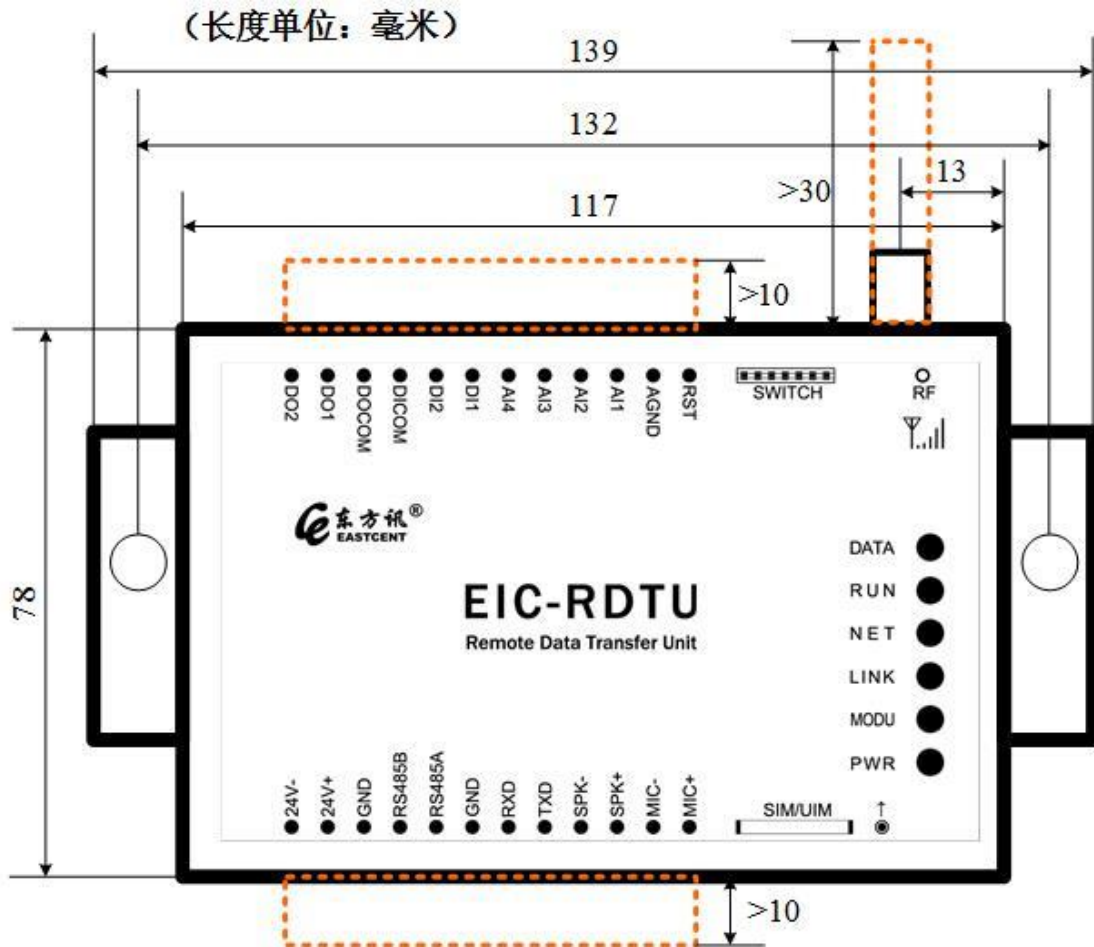 （长度单位：毫米）
139
132
13
>30
117
>10
78
DO2
DO1
DOCOM
DICOM
DI2
DI1
AI4
AI3
AI2
AI1
AGND
RST
SWITCH
RF
东方讯®
EASTCENT
EIC-RDTU
Remote Data Transfer Unit
DATA
RUN
NET
LINK
MODU
PWR
24V-
24V+
GND
RS485B
RS485A
GND
RXD
TXD
SPK-
SPK+
MIC-
MIC+
SIM/UIM
↑
>10